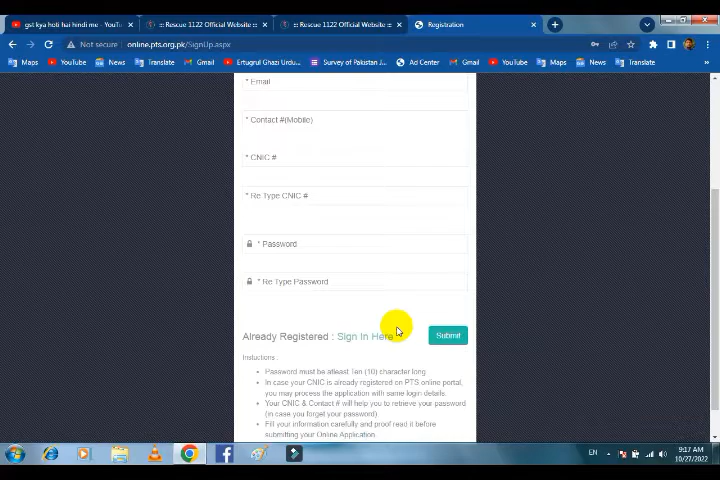 gst kya hoti hai hindi me - YouTu
:: Rescue 1122 Official Website ::
:: Rescue 1122 Official Website ::
Registration
Not secure | online.pts.org.pk/SignUp.aspx
Maps YouTube News Translate Gmail Ertugrul Ghazi Urdu... Survey of Pakistan J... Ad Center Gmail YouTube Maps News Translate
* Email
* Contact #(Mobile)
* CNIC #
* Re Type CNIC #
* Password
* Re Type Password
Already Registered : Sign In Here
Submit
Instuctions :
Password must be atleast Ten (10) character long
In case your CNIC is already registered on PTS online portal,
you may process the application with same login details.
Your CNIC & Contact # will help you to retrieve your password
(in case you forget your password)
Fill your information carefully and proof read it before
submitting your Online Application
EN
9:17 AM
10/27/2022